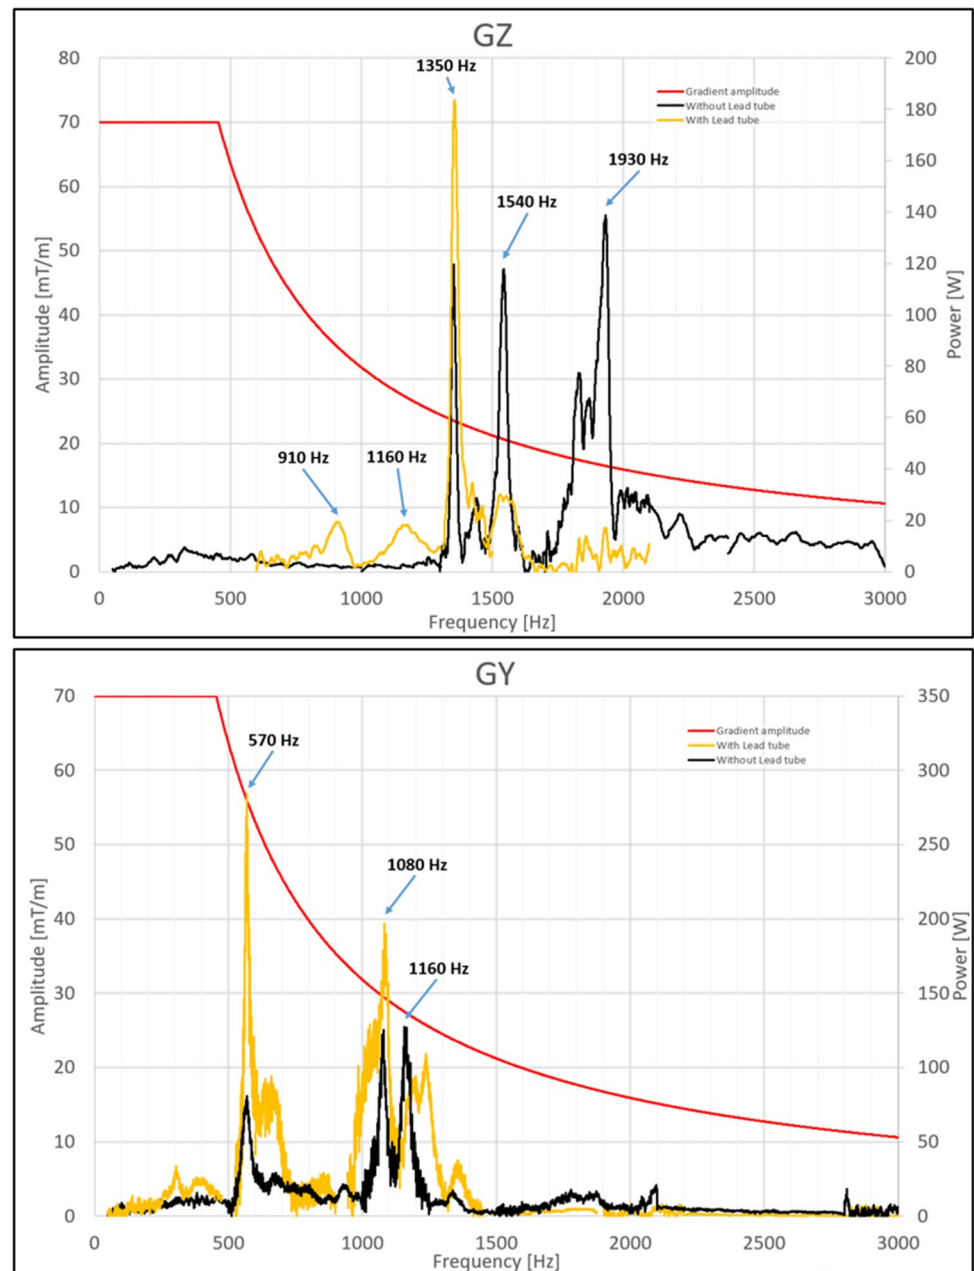 GZ
1350 Hz
80
200
Gradient amplitude
Without Lead tube
With Lead tube
70
180
160
1930 Hz
60
1540 Hz
140
50
120
40
100
30
80
20
60
910 Hz
1160 Hz
40
10
20
0
0
0 500 1000 1500 2000 2500 3000
Frequency [Hz]
Amplitude [mT/m]
Power [W]
GY
70
350
570 Hz
Gradient amplitude
With Lead tube
Without Lead tube
60
300
50
250
1080 Hz
40
200
1160 Hz
30
150
20
100
10
50
0
0
0 500 1000 1500 2000 2500 3000
Frequency [Hz]
Amplitude [mT/m]
Power [W]